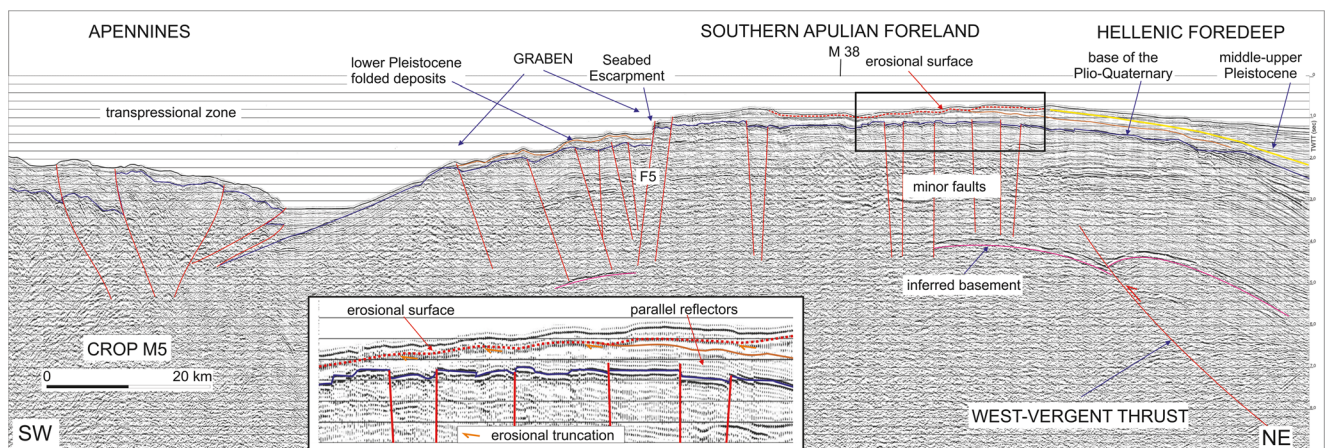 APENNINES
SOUTHERN APULIAN FORELAND
HELLENIC FOREDEEP
M 38
GRABEN
Seabed
Escarpment
lower Pleistocene
folded deposits
erosional surface
base of the
Plio-Quaternary
middle-upper
Pleistocene
transpressional zone
TWTT (sec)
F5
minor faults
inferred basement
erosional surface
parallel reflectors
CROP M5
0
20 km
WEST-VERGENT THRUST
erosional truncation
SW
NE